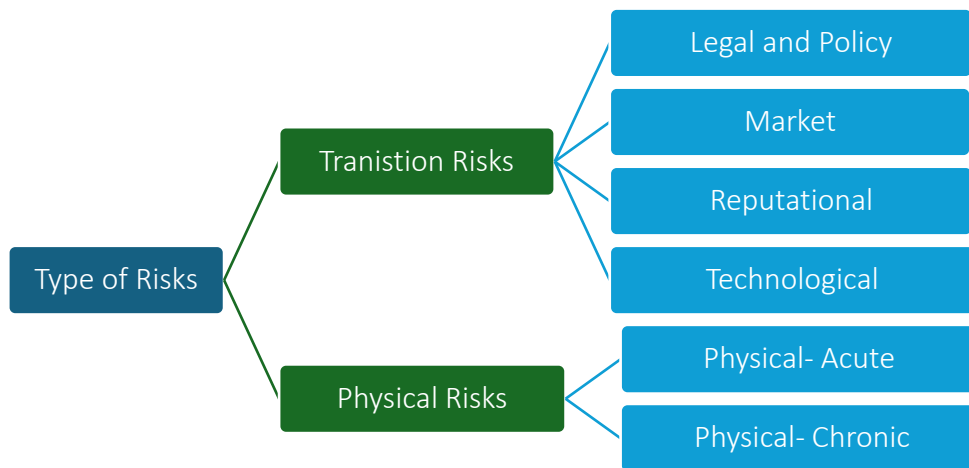 Legal and Policy
Market
Tranistion Risks
Reputational
Type of Risks
Technological
Physical- Acute
Physical Risks
Physical- Chronic